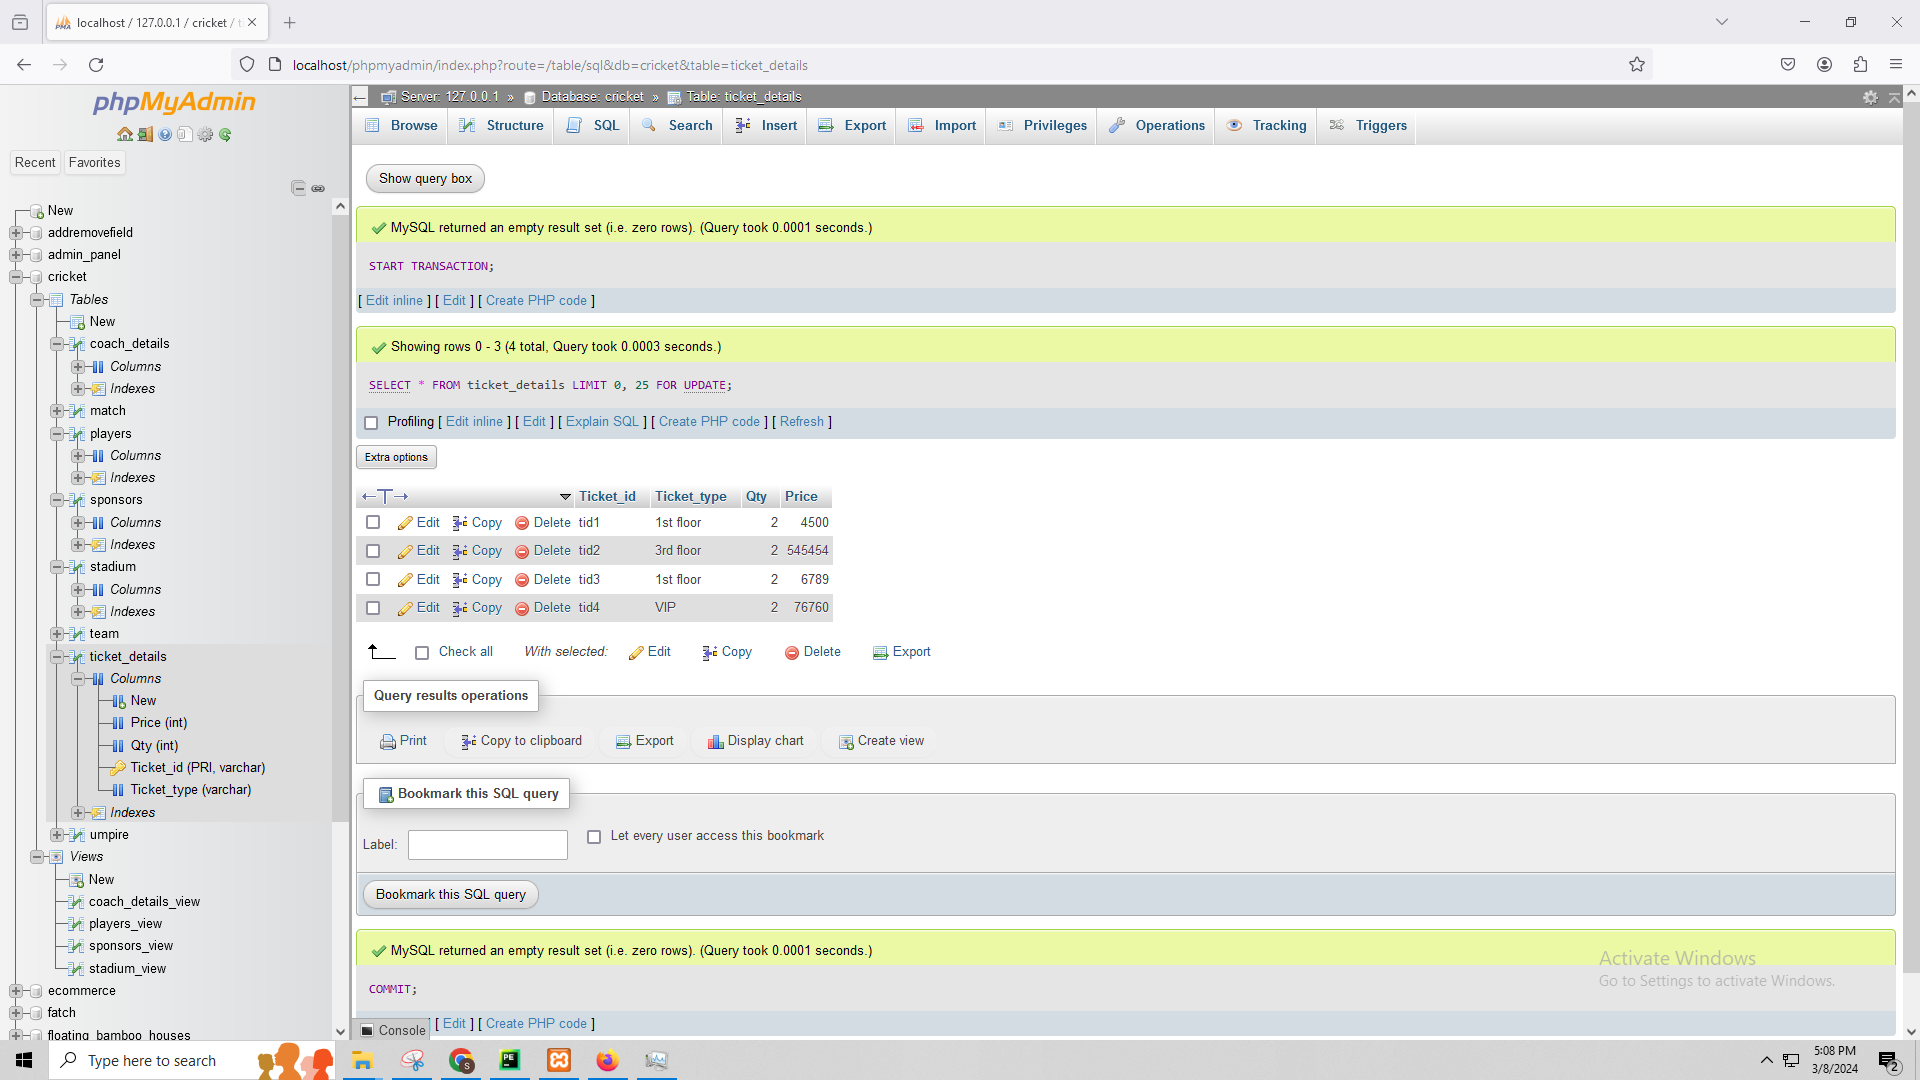 localhost / 127.0.0.1 / cricket / t
localhost/phpmyadmin/index.php?route=/table/sql&db=cricket&table=ticket_details
phpMyAdmin
Recent
Favorites
New
addremovefield
admin_panel
cricket
Tables
New
coach_details
Columns
Indexes
match
players
Columns
Indexes
sponsors
Columns
Indexes
stadium
Columns
Indexes
team
ticket_details
Columns
New
Price (int)
Qty (int)
Ticket_id (PRI, varchar)
Ticket_type (varchar)
Indexes
umpire
Views
New
coach_details_view
players_view
sponsors_view
stadium_view
ecommerce
fatch
floating_bamboo_houses
Server: 127.0.0.1 » Database: cricket » Table: ticket_details
Browse Structure SQL Search Insert Export Import Privileges Operations Tracking Triggers
Show query box
MySQL returned an empty result set (i.e. zero rows). (Query took 0.0001 seconds.)
START TRANSACTION;
[ Edit inline ] [ Edit ] [ Create PHP code ]
Showing rows 0 - 3 (4 total, Query took 0.0003 seconds.)
SELECT * FROM ticket_details LIMIT 0, 25 FOR UPDATE;
Profiling [ Edit inline ] [ Edit ] [ Explain SQL ] [ Create PHP code ] [ Refresh ]
Extra options
←T→ Ticket_id Ticket_type Qty Price
Edit Copy Delete tid1 1st floor 2 4500
Edit Copy Delete tid2 3rd floor 2 545454
Edit Copy Delete tid3 1st floor 2 6789
Edit Copy Delete tid4 VIP 2 76760
Check all With selected: Edit Copy Delete Export
Query results operations
Print Copy to clipboard Export Display chart Create view
Bookmark this SQL query
Label: Let every user access this bookmark
Bookmark this SQL query
MySQL returned an empty result set (i.e. zero rows). (Query took 0.0001 seconds.)
COMMIT;
[ Edit ] [ Create PHP code ]
Console
Activate Windows
Go to Settings to activate Windows.
Type here to search
5:08 PM
3/8/2024
2